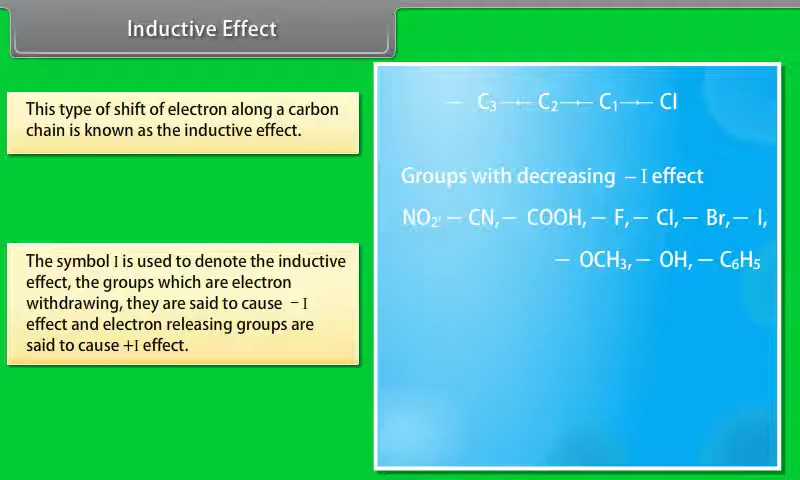 Inductive Effect
This type of shift of electron along a carbon
chain is known as the inductive effect.
The symbol I is used to denote the inductive
effect, the groups which are electron
withdrawing, they are said to cause – I
effect and electron releasing groups are
said to cause +I effect.
— C₃→— C₂→— C₁→— Cl
Groups with decreasing – I effect
NO₂, — CN, — COOH, — F, — Cl, — Br, — I,
— OCH₃, — OH, — C₆H₅